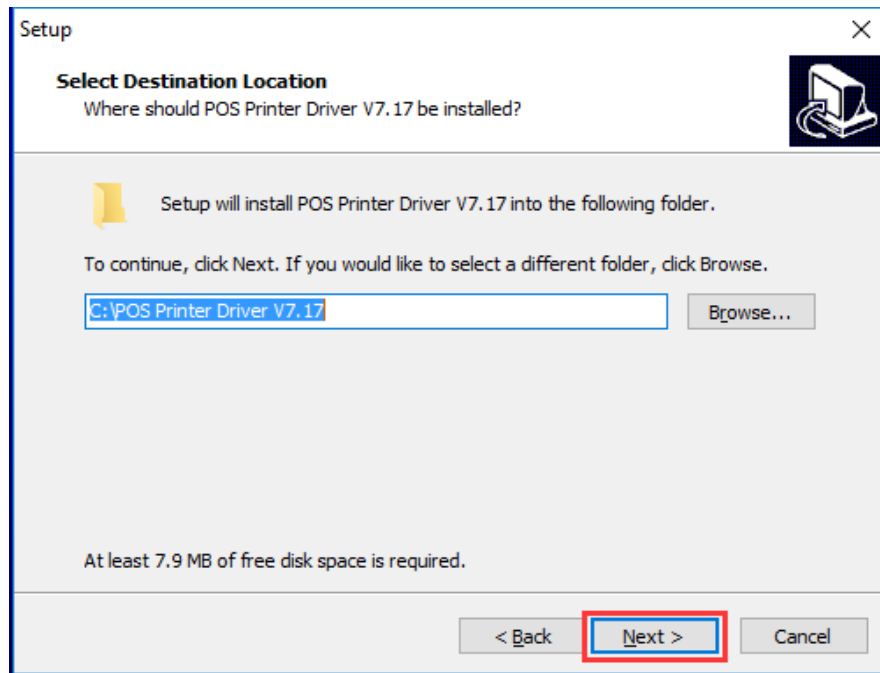 Setup
Select Destination Location
Where should POS Printer Driver V7.17 be installed?
Setup will install POS Printer Driver V7.17 into the following folder.
To continue, click Next. If you would like to select a different folder, click Browse.
C:\POS Printer Driver V7.17
Browse...
At least 7.9 MB of free disk space is required.
< Back Next > Cancel